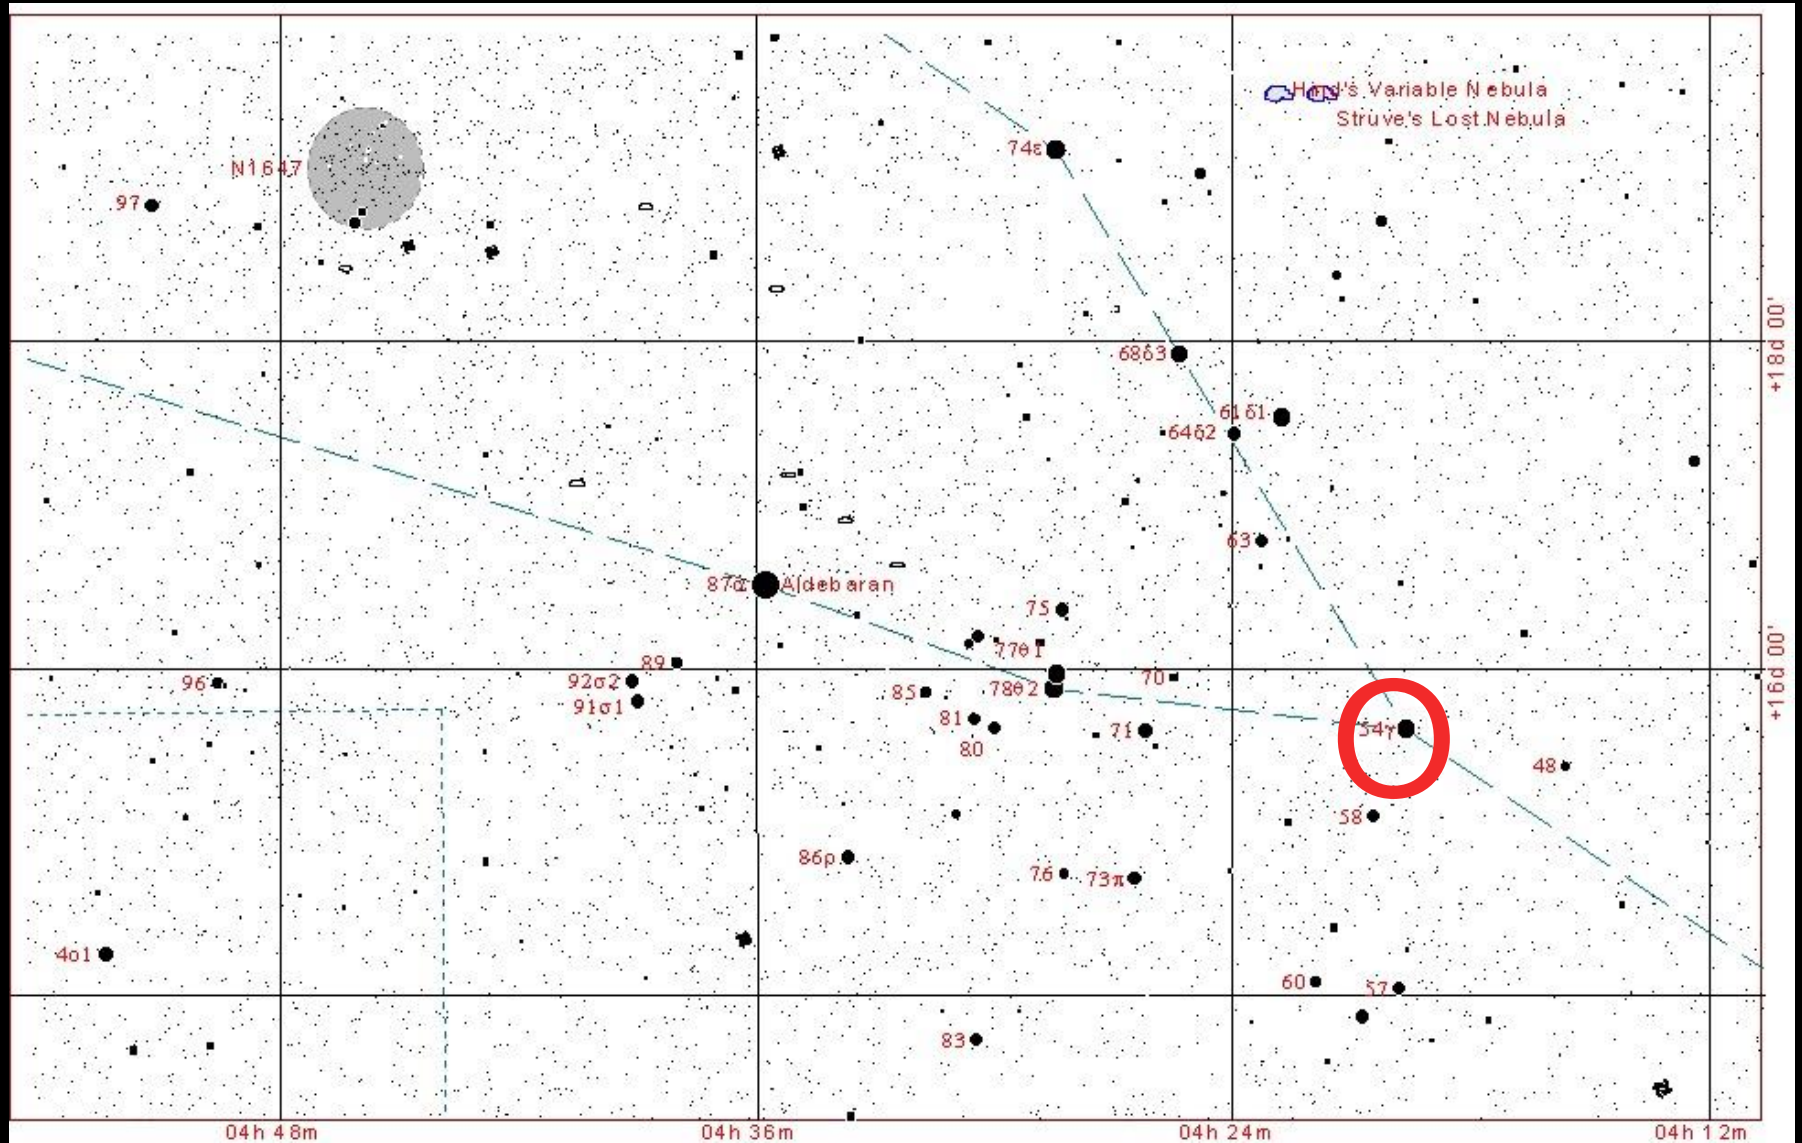 Hind's Variable Nebula
Struve's Lost Nebula
74ε
N1647
97
+18d 00'
68δ3
61δ1
64δ2
63
87α Aldebaran
75
77θ1
89
96
92σ2
91σ1
85
78θ2
70
+16d 00'
81
80
71
54γ
48
58
86ρ
76
73π
4ο1
60
57
83
04h 48m
04h 36m
04h 24m
04h 12m